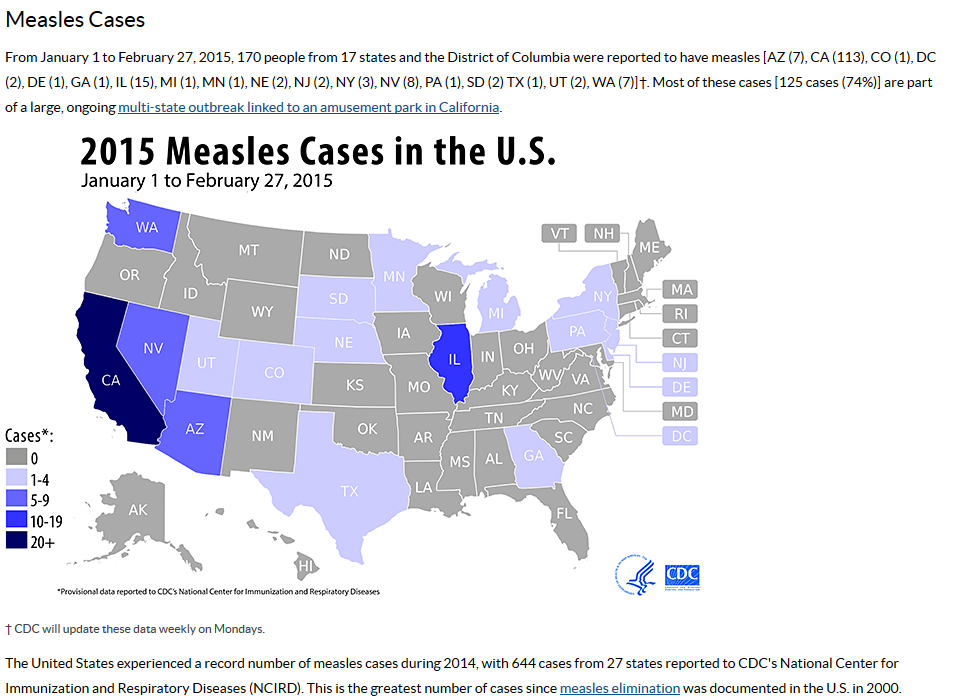 Measles Cases
From January 1 to February 27, 2015, 170 people from 17 states and the District of Columbia were reported to have measles [AZ (7), CA (113), CO (1), DC
(2), DE (1), GA (1), IL (15), MI (1), MN (1), NE (2), NJ (2), NY (3), NV (8), PA (1), SD (2) TX (1), UT (2), WA (7)]†. Most of these cases [125 cases (74%)] are part
of a large, ongoing multi-state outbreak linked to an amusement park in California.
2015 Measles Cases in the U.S.
January 1 to February 27, 2015
WA
VT NH
MT
ND
ME
OR
MN
ID
SD
WI
NY
MA
WY
MI
RI
IA
PA
CT
NV
NE
IL
IN
OH
NJ
UT
CO
WV
CA
KS
MO
KY
VA
DE
MD
AZ
NM
OK
AR
TN
NC
DC
SC
MS
AL
GA
TX
LA
AK
FL
HI
Cases*:
0
1-4
5-9
10-19
20+
CDC
*Provisional data reported to CDC's National Center for Immunization and Respiratory Diseases
† CDC will update these data weekly on Mondays.
The United States experienced a record number of measles cases during 2014, with 644 cases from 27 states reported to CDC's National Center for
Immunization and Respiratory Diseases (NCIRD). This is the greatest number of cases since measles elimination was documented in the U.S. in 2000.